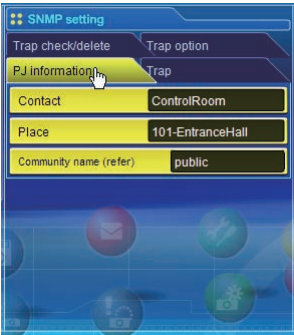 SNMP setting
Trap check/delete Trap option
PJ information Trap
Contact ControlRoom
Place 101-EntranceHall
Community name (refer) public